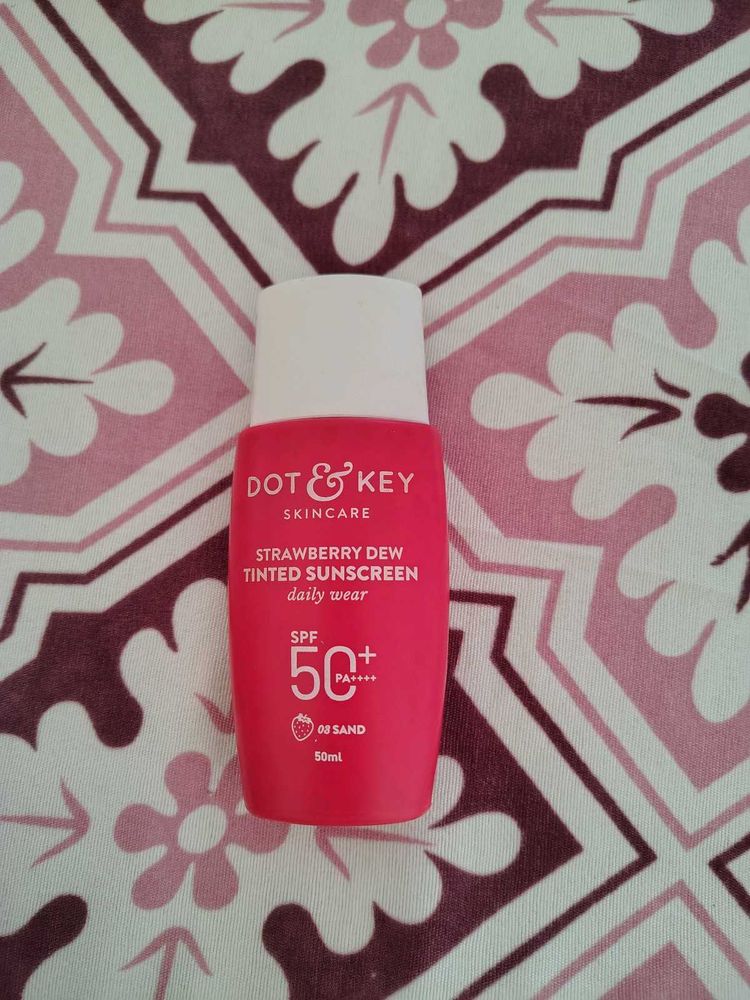 DOT & KEY
SKINCARE
STRAWBERRY DEW
TINTED SUNSCREEN
daily wear
SPF
50+
PA++++
03 SAND
50ml